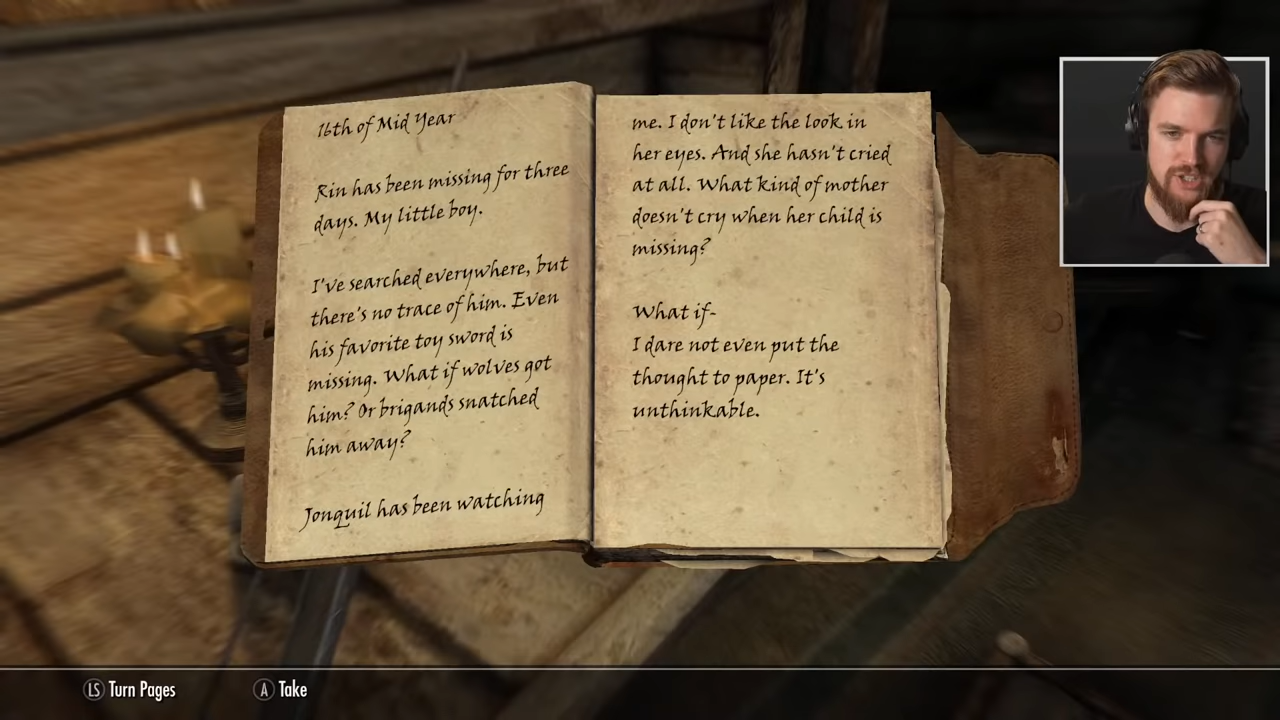 16th of Mid Year
Rin has been missing for three
days. My little boy.
I've searched everywhere, but
there's no trace of him. Even
his favorite toy sword is
missing. What if wolves got
him? Or brigands snatched
him away?
Jonquil has been watching
me. I don't like the look in
her eyes. And she hasn't cried
at all. What kind of mother
doesn't cry when her child is
missing?
What if-
I dare not even put the
thought to paper. It's
unthinkable.
LS Turn Pages
A Take